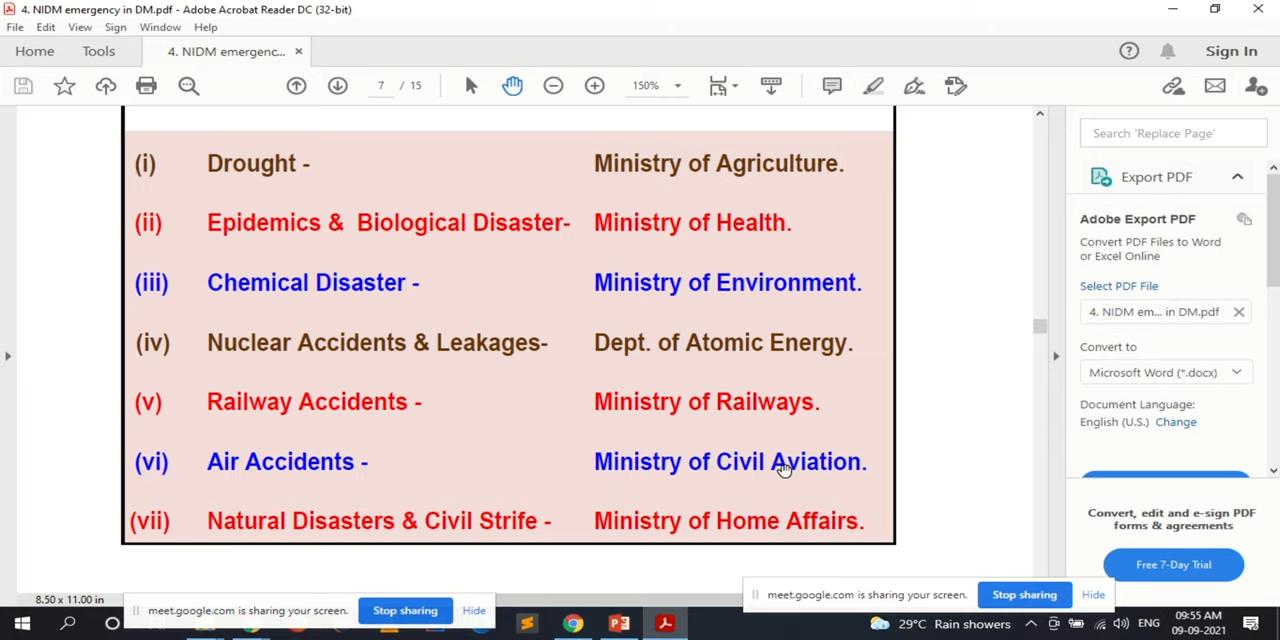 4. NIDM emergency in DM.pdf - Adobe Acrobat Reader DC (32-bit)
File Edit View Sign Window Help
Home Tools 4. NIDM emergenc... × Sign In
7 / 15 150%
(i) Drought - Ministry of Agriculture.
(ii) Epidemics & Biological Disaster- Ministry of Health.
(iii) Chemical Disaster - Ministry of Environment.
(iv) Nuclear Accidents & Leakages- Dept. of Atomic Energy.
(v) Railway Accidents - Ministry of Railways.
(vi) Air Accidents - Ministry of Civil Aviation.
(vii) Natural Disasters & Civil Strife - Ministry of Home Affairs.
Search 'Replace Page'
Export PDF
Adobe Export PDF
Convert PDF Files to Word
or Excel Online
Select PDF File
4. NIDM em... in DM.pdf
Convert to
Microsoft Word (*.docx)
Document Language:
English (U.S.) Change
Convert, edit and e-sign PDF
forms & agreements
Free 7-Day Trial
8.50 x 11.00 in
meet.google.com is sharing your screen. Stop sharing Hide
meet.google.com is sharing your screen. Stop sharing Hide
29°C Rain showers ENG 09:55 AM
09-09-2021